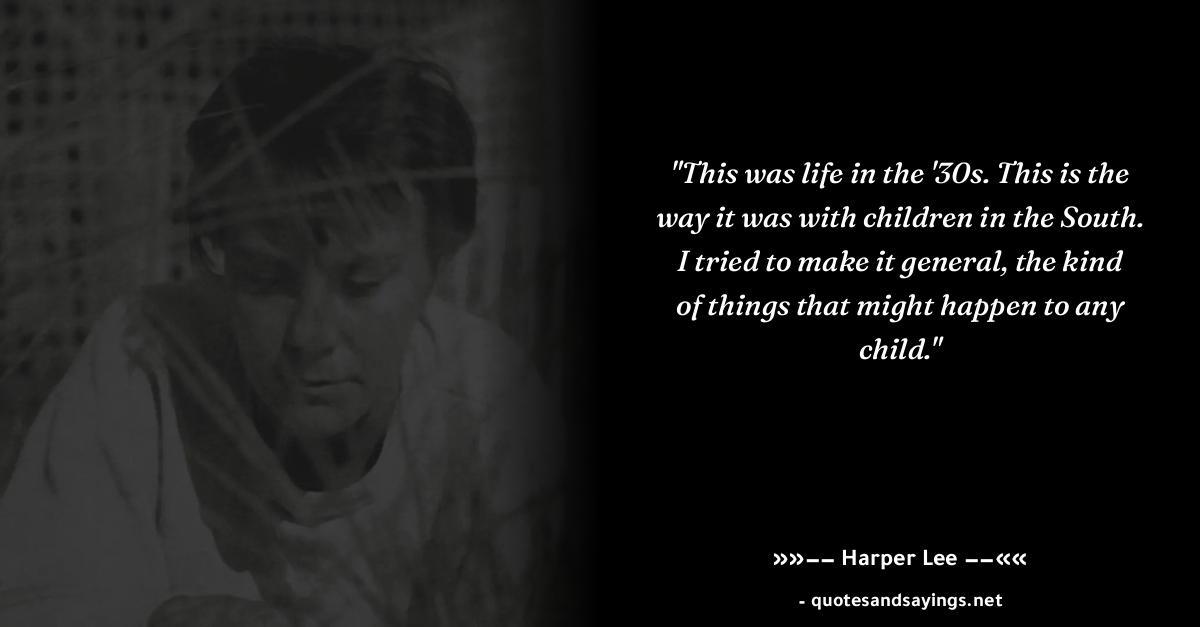 "This was life in the '30s. This is the
way it was with children in the South.
I tried to make it general, the kind
of things that might happen to any
child."
»»–– Harper Lee ––««
- quotesandsayings.net